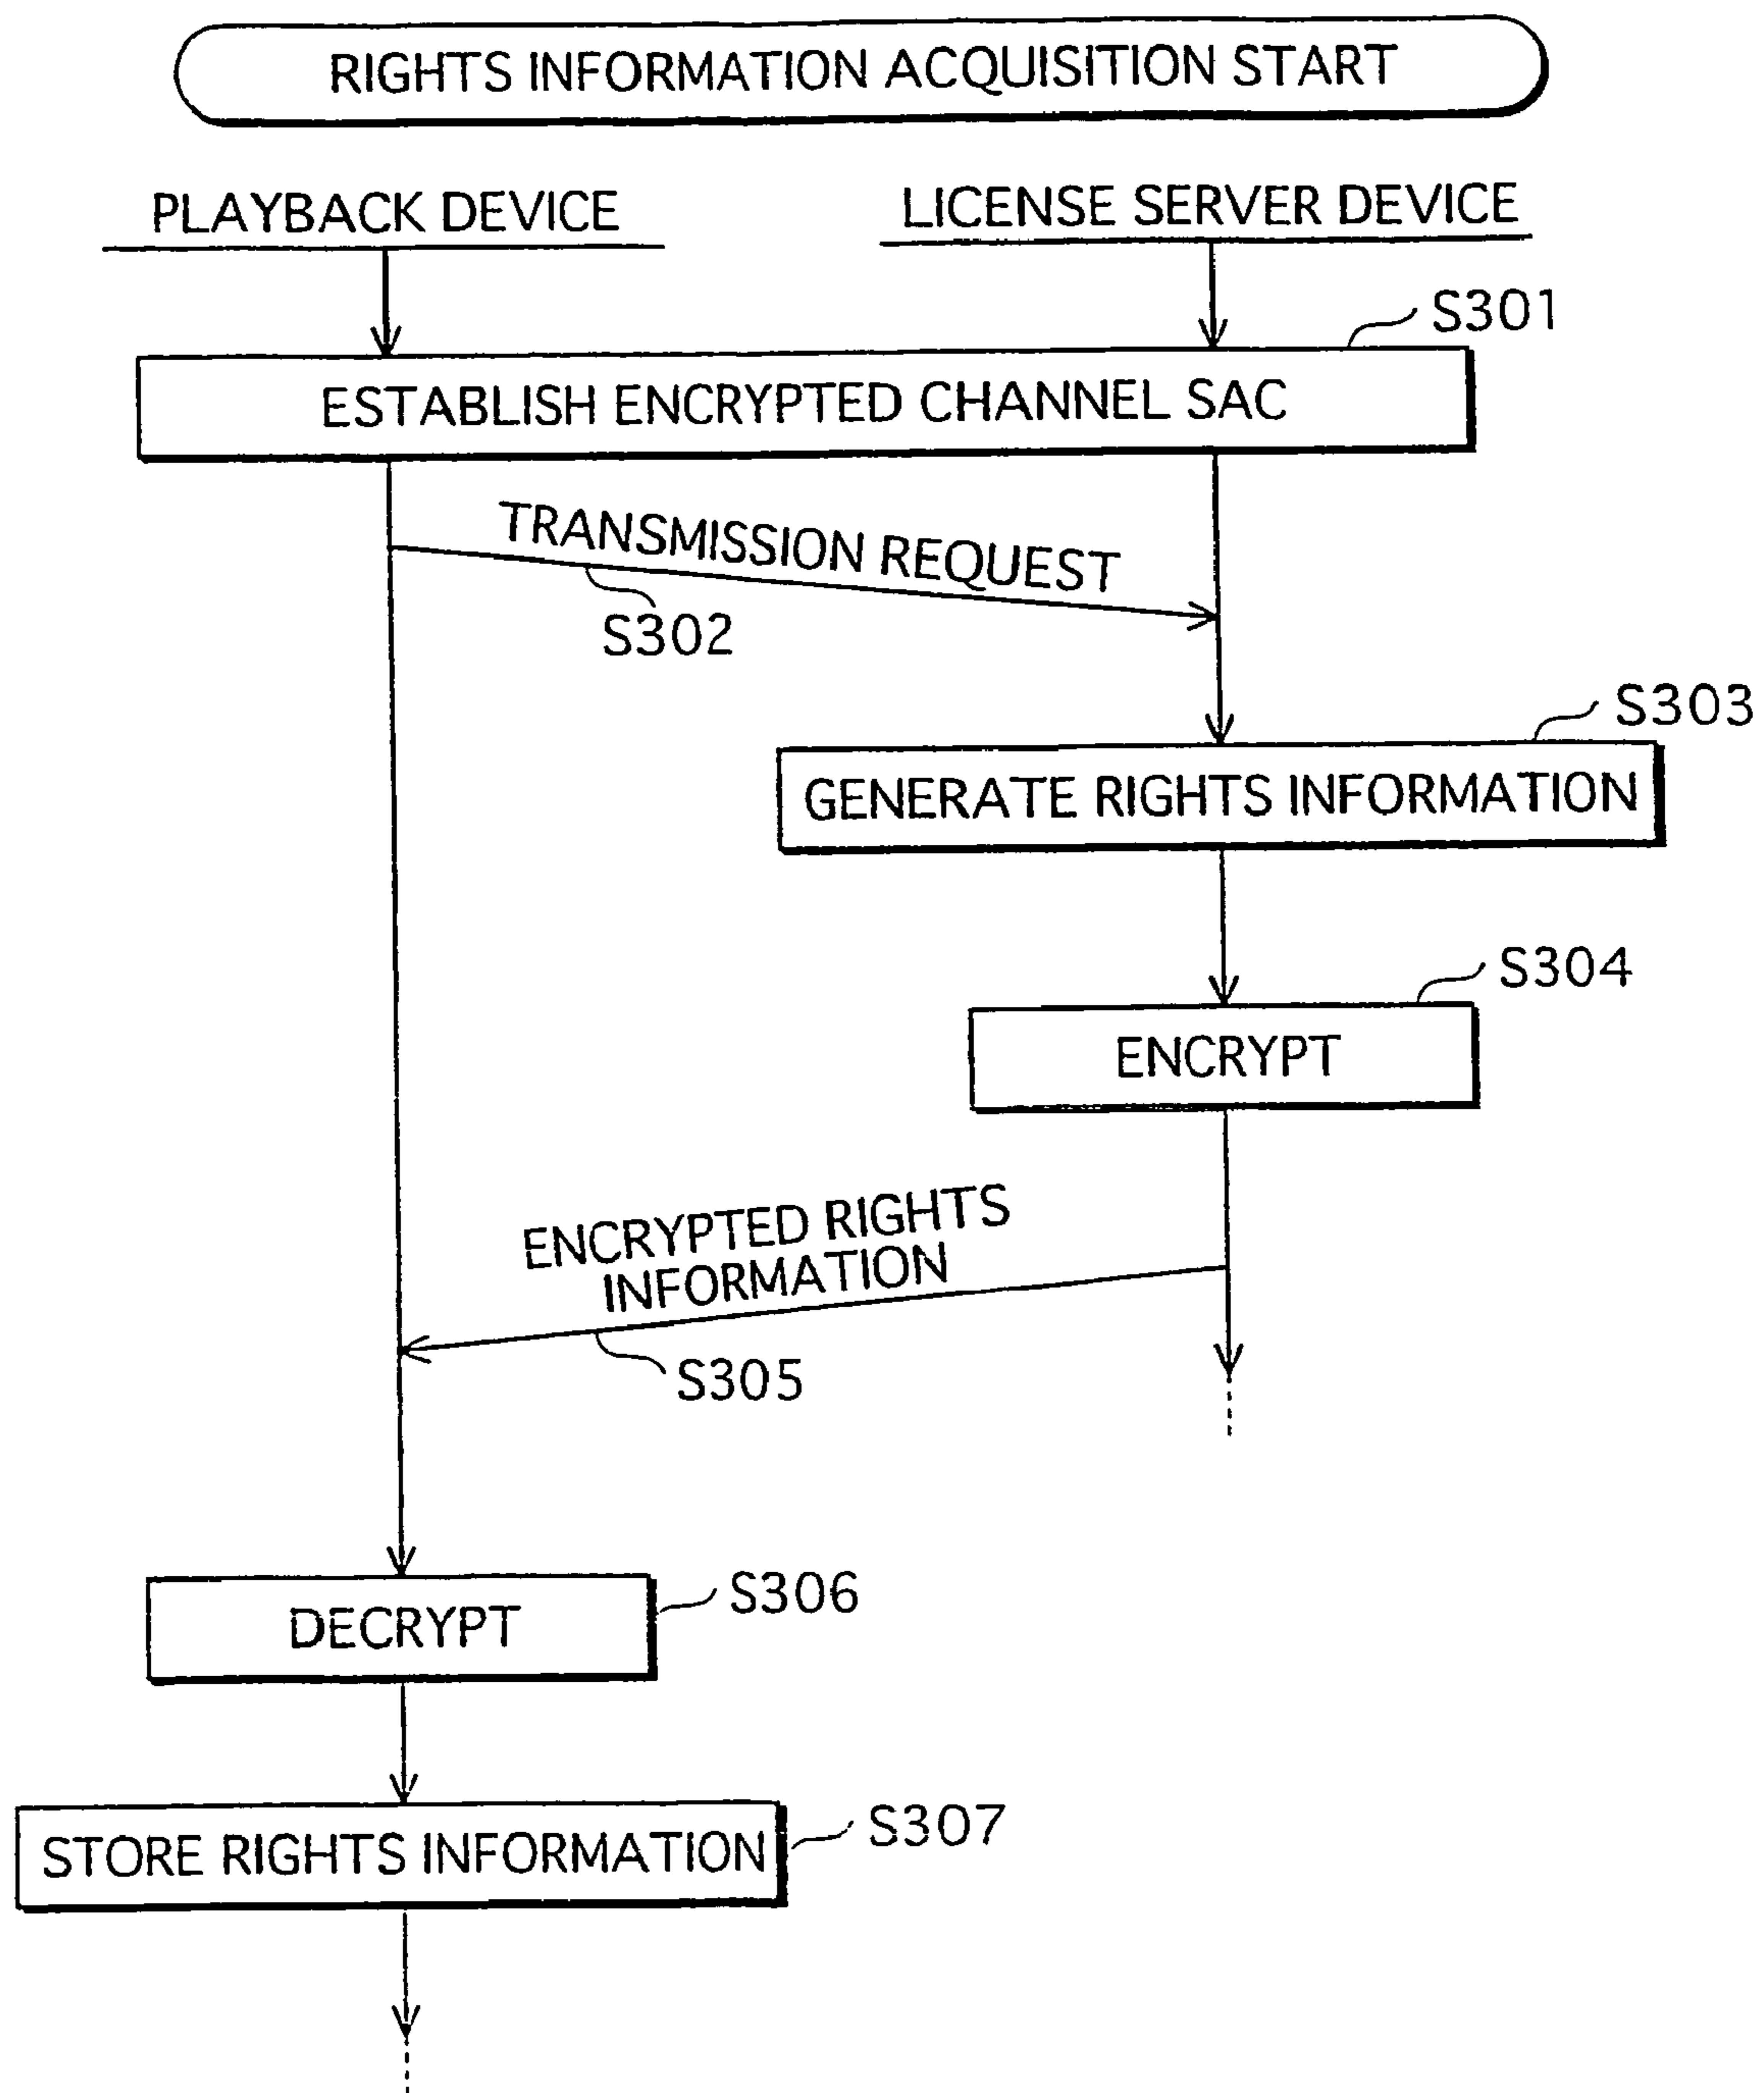 RIGHTS INFORMATION ACQUISITION START
PLAYBACK DEVICE
LICENSE SERVER DEVICE
S301
ESTABLISH ENCRYPTED CHANNEL SAC
TRANSMISSION REQUEST
S302
S303
GENERATE RIGHTS INFORMATION
S304
ENCRYPT
ENCRYPTED RIGHTS
INFORMATION
S305
S306
DECRYPT
S307
STORE RIGHTS INFORMATION